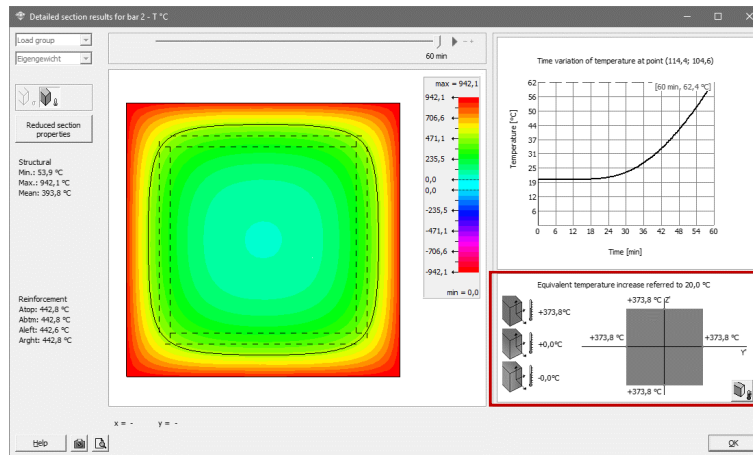 Detailed section results for bar 2 - T °C
Load group
Eigengewicht
60 min
Reduced section
properties
Structural
Min.: 53,9 °C
Max.: 942,1 °C
Mean: 393,8 °C
Reinforcement
Atop: 442,8 °C
Abtm: 442,8 °C
Aleft: 442,6 °C
Arght: 442,8 °C
max = 942,1
942,1
706,6
471,1
235,5
0,0
0,0
-235,5
-471,1
-706,6
-942,1
min = 0,0
Time variation of temperature at point (114,4; 104,6)
[60 min, 62,4 °C]
Temperature [°C]
62
56
50
44
37
31
25
19
12
6
0 6 12 18 24 30 36 42 48 54 60
Time [min]
Equivalent temperature increase referred to 20,0 °C
+373,8°C
+0,0°C
-0,0°C
+373,8 °C Z'
+373,8 °C
+373,8 °C
Y'
+373,8 °C
x = - y = -
Help
OK